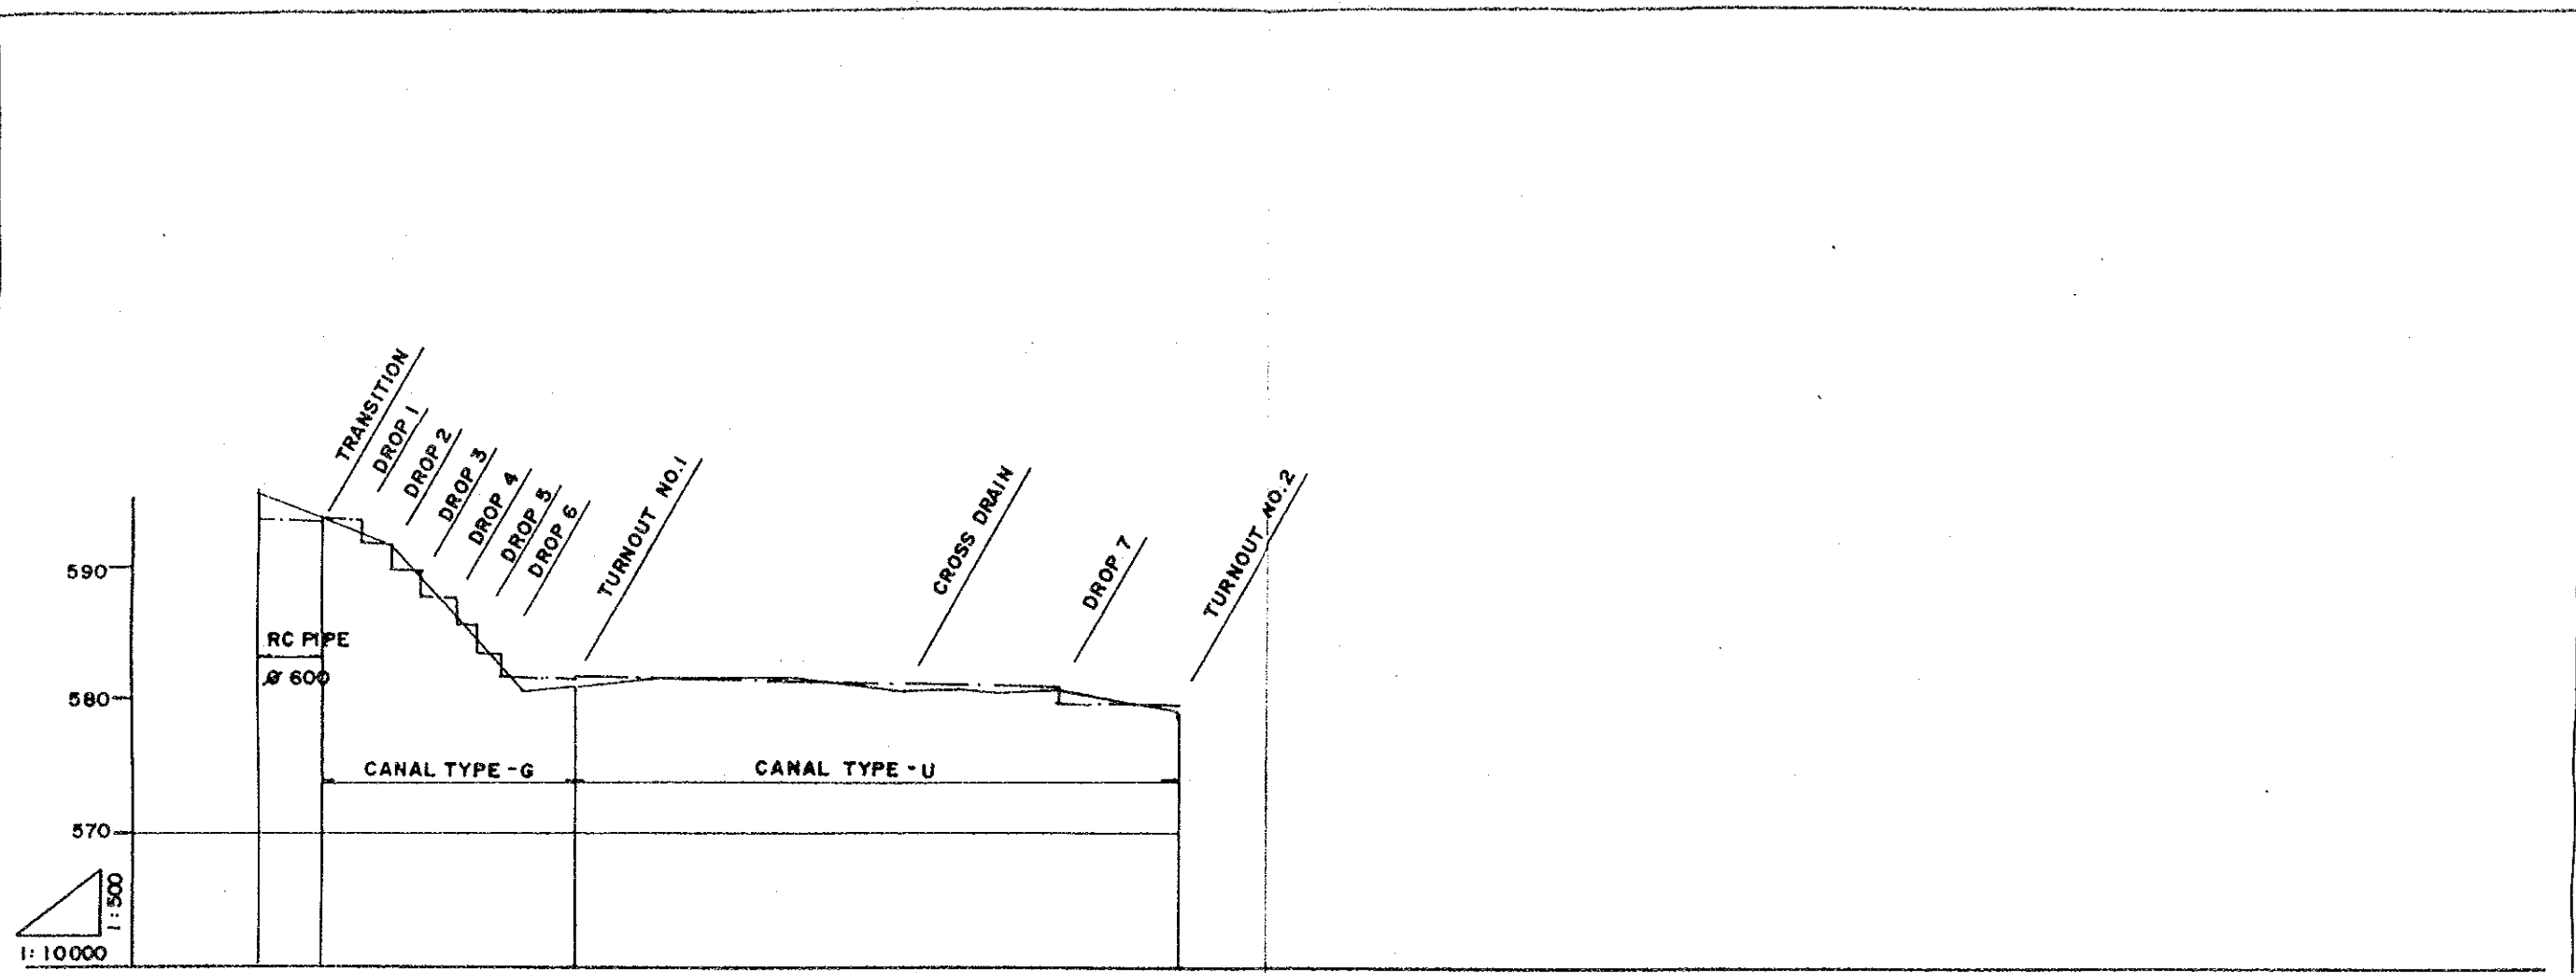 TRANSITION
DROP 1
DROP 2
DROP 3
DROP 4
DROP 5
DROP 6
TURNOUT NO.1
CROSS DRAIN
DROP 7
TURNOUT NO.2
590
RC PIPE
Ø 600
580
CANAL TYPE-G
CANAL TYPE-U
570
1:500
1:10000